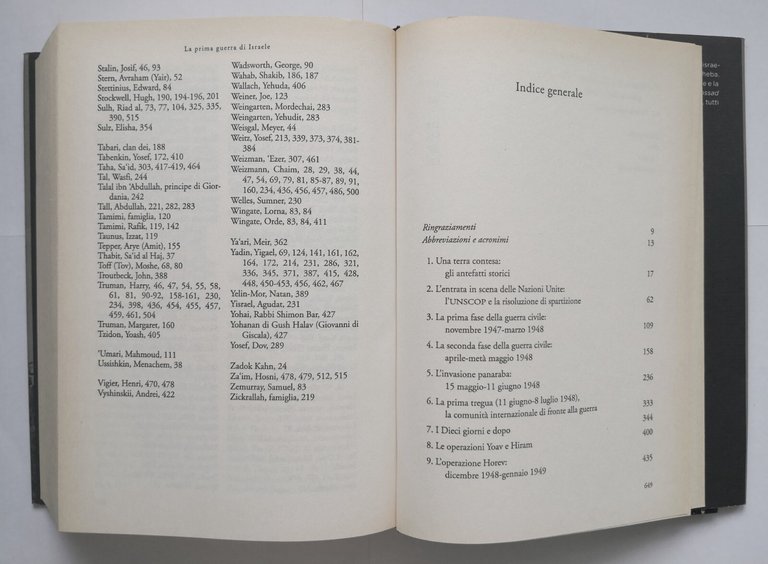 La prima guerra di Israele
Stalin, Josif, 46, 93
Stern, Avraham (Yair), 52
Stettinius, Edward, 84
Stockwell, Hugh, 190, 194-196, 201
Sulh, Riad al, 73, 77, 104, 325, 335,
390, 515
Sulz, Elisha, 354
Tabari, clan dei, 188
Tabenkin, Yosef, 172, 410
Taha, Sa'id, 303, 417-419, 464
Tal, Wasfi, 244
Talal ibn 'Abdullah, principe di Gior-
dania, 242
Tall, Abdullah, 221, 282, 283
Tamimi, famiglia, 120
Tamimi, Rafik, 119, 142
Taunus, Izzat, 119
Tepper, Arye (Amit), 155
Thabit, Sa'id al Haj, 37
Toff (Tov), Moshe, 68, 80
Troutbeck, John, 388
Truman, Harry, 46, 47, 54, 55, 58,
61, 81, 90-92, 158-161, 230,
234, 398, 436, 454, 455, 457,
459, 461, 504
Truman, Margaret, 160
Tzidon, Yoash, 405
'Umari, Mahmoud, 111
Ussishkin, Menachem, 38
Vigier, Henri, 470, 478
Vyshinskii, Andrei, 422
Wadsworth, George, 90
Wahab, Shakib, 186, 187
Wallach, Yehuda, 406
Weiner, Joe, 123
Weingarten, Mordechai, 283
Weingarten, Yehudit, 283
Weisgal, Meyer, 44
Weitz, Yosef, 213, 339, 373, 374, 381-
384
Weizman, 'Ezer, 307, 461
Weizmann, Chaim, 28, 29, 38, 44,
47, 54, 69, 79, 81, 85-87, 89, 91,
160, 234, 436, 456, 457, 486, 500
Welles, Sumner, 230
Wingate, Lorna, 83, 84
Wingate, Orde, 83, 84, 411
Ya'ari, Meir, 362
Yadin, Yigael, 69, 124, 141, 161, 162,
164, 172, 214, 231, 286, 321,
336, 345, 371, 387, 415, 428,
448, 450-453, 456, 462, 467
Yelin-Mor, Natan, 389
Yisrael, Agudat, 231
Yohai, Rabbi Shimon Bar, 427
Yohanan di Gush Halav (Giovanni di
Giscala), 427
Yosef, Dov, 289
Zadok Kahn, 24
Za'im, Hosni, 478, 479, 512, 515
Zemurray, Samuel, 83
Zickrallah, famiglia, 219
Indice generale
Ringraziamenti 9
Abbreviazioni e acronimi 13
1. Una terra contesa:
gli antefatti storici 17
2. L'entrata in scena delle Nazioni Unite:
l'UNSCOP e la risoluzione di spartizione 62
3. La prima fase della guerra civile:
novembre 1947-marzo 1948 109
4. La seconda fase della guerra civile:
aprile-metà maggio 1948 158
5. L'invasione panaraba:
15 maggio-11 giugno 1948 236
6. La prima tregua (11 giugno-8 luglio 1948),
la comunità internazionale di fronte alla guerra 333
7. I Dieci giorni e dopo 344
8. Le operazioni Yoav e Hiram 400
9. L'operazione Horev:
dicembre 1948-gennaio 1949 435
649
israe-
heba.
e la
ossad
, tutti